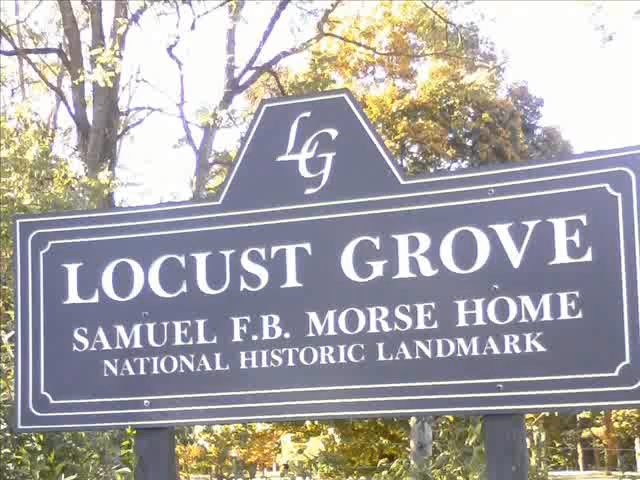 LG
LOCUST GROVE
SAMUEL F.B. MORSE HOME
NATIONAL HISTORIC LANDMARK